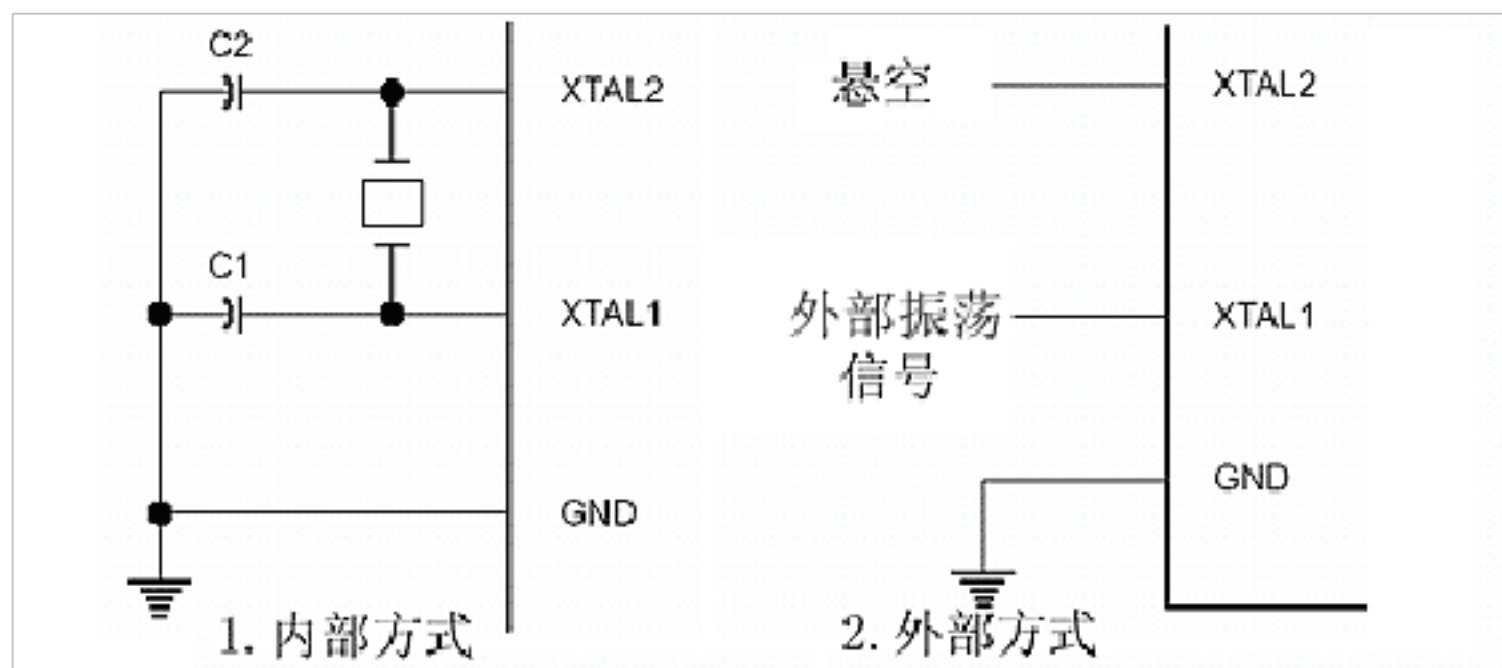 C2
XTAL2
C1
XTAL1
GND
1. 内部方式
悬空
XTAL2
外部振荡
信号
XTAL1
GND
2. 外部方式